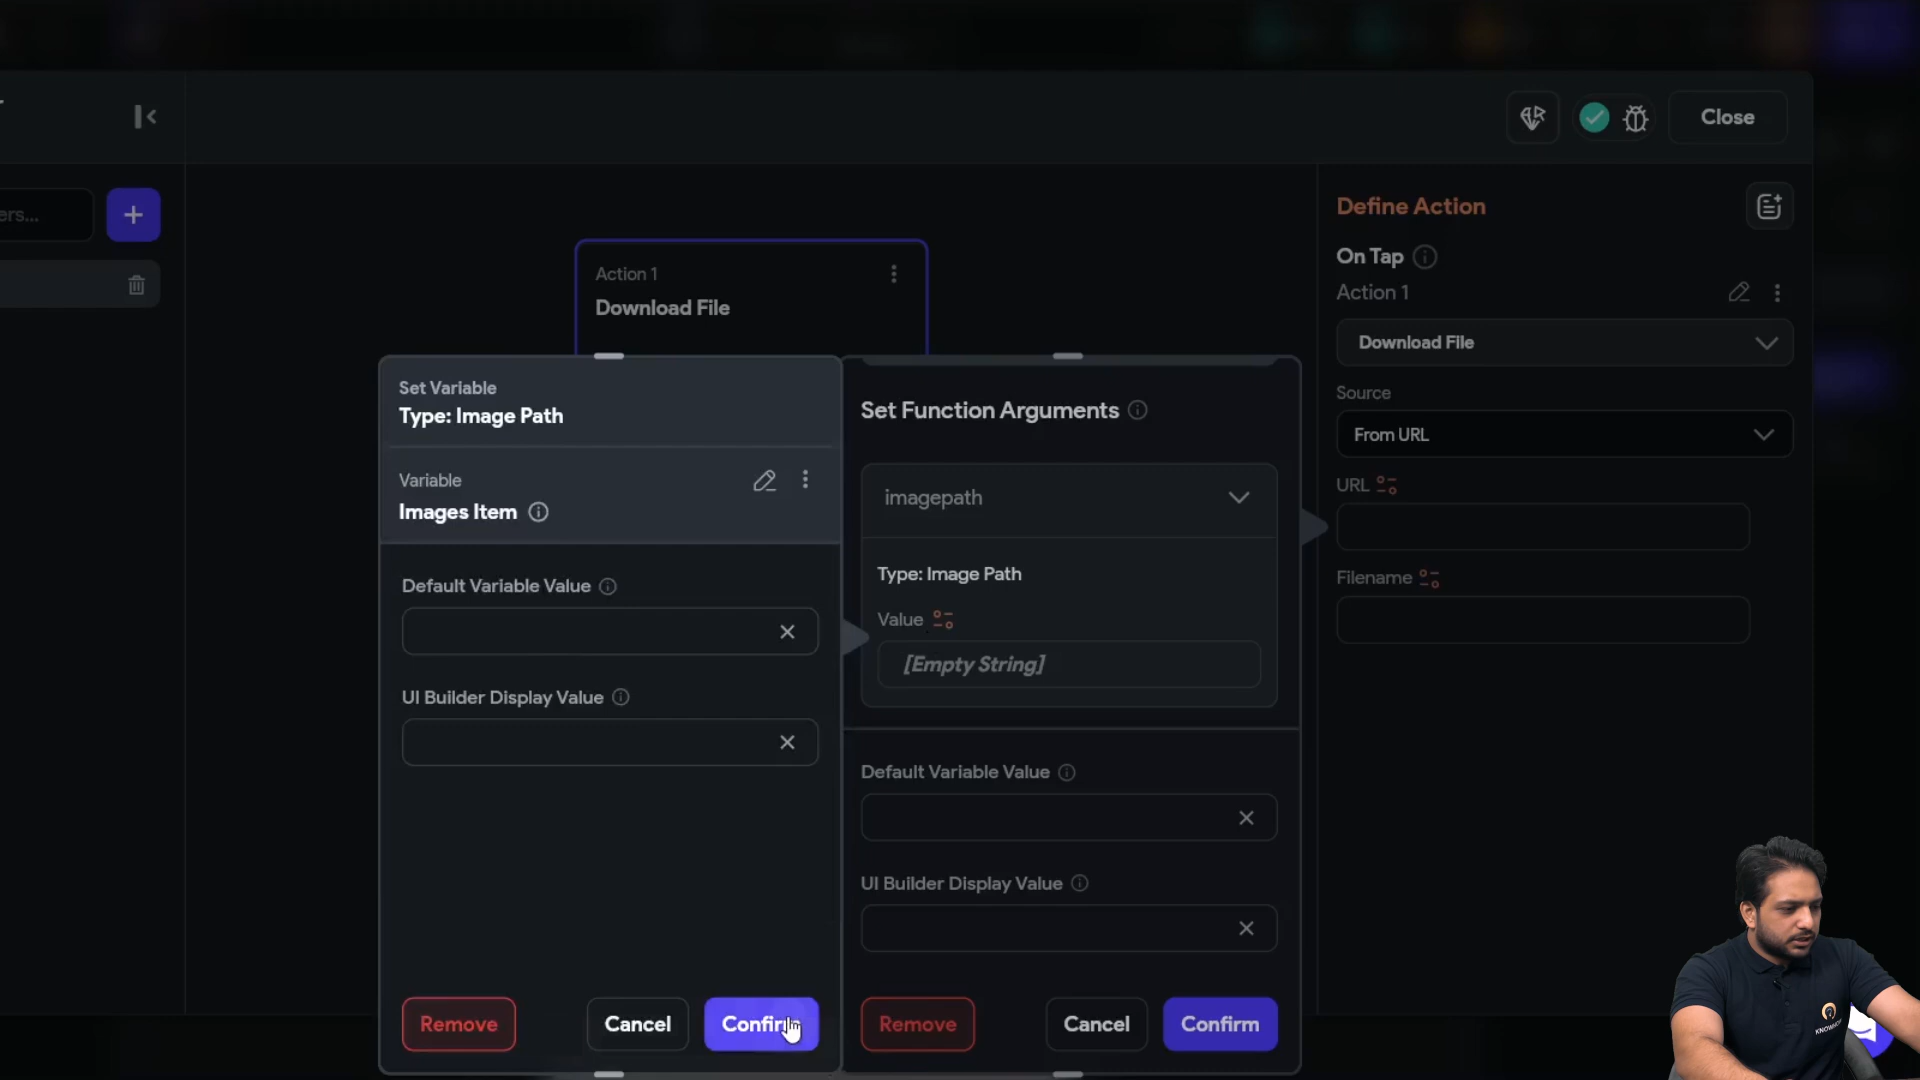 Close
ers...
Define Action
On Tap
Action 1
Download File
Source
From URL
URL
Filename
Action 1
Download File
Set Variable
Type: Image Path
Variable
Images Item
Default Variable Value
UI Builder Display Value
Remove
Cancel
Confirm
Set Function Arguments
imagepath
Type: Image Path
Value
[Empty String]
Default Variable Value
UI Builder Display Value
Remove
Cancel
Confirm